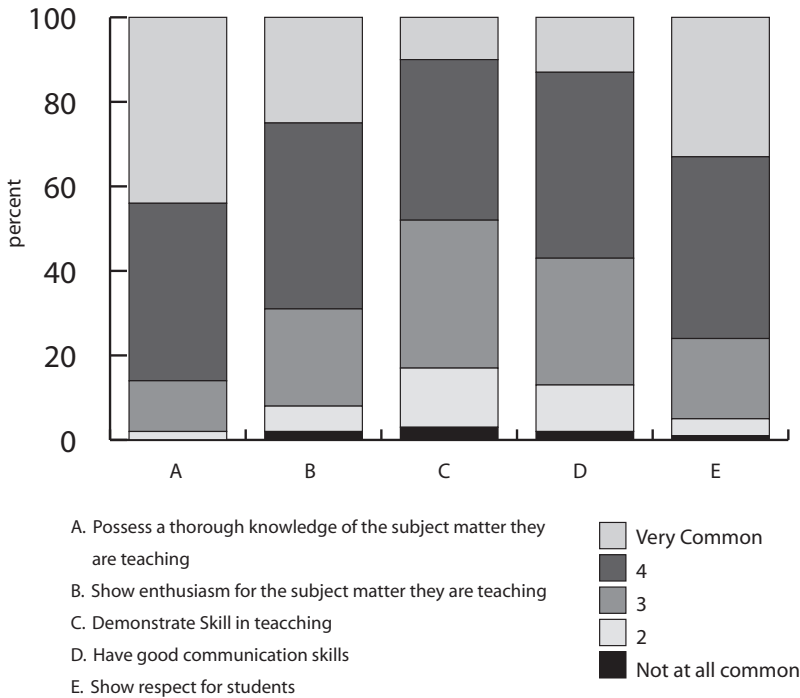 100
80
60
40
20
0
percent
A B C D E
A. Possess a thorough knowledge of the subject matter they
are teaching
B. Show enthusiasm for the subject matter they are teaching
C. Demonstrate Skill in teacching
D. Have good communication skills
E. Show respect for students
Very Common
4
3
2
Not at all common